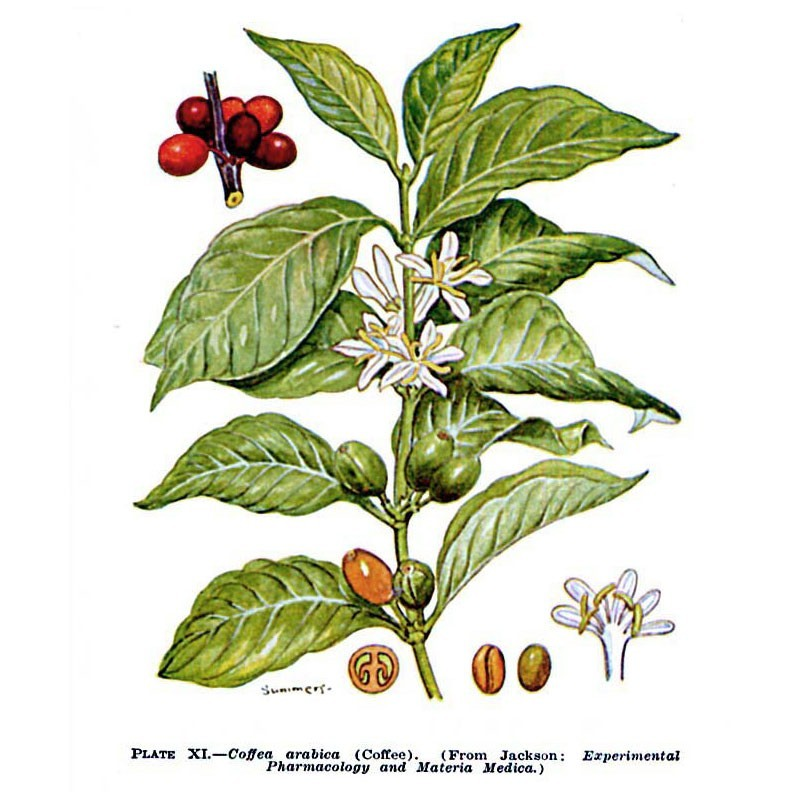 Summers-
PLATE XI.—Coffea arabica (Coffee). (From Jackson: Experimental
Pharmacology and Materia Medica.)